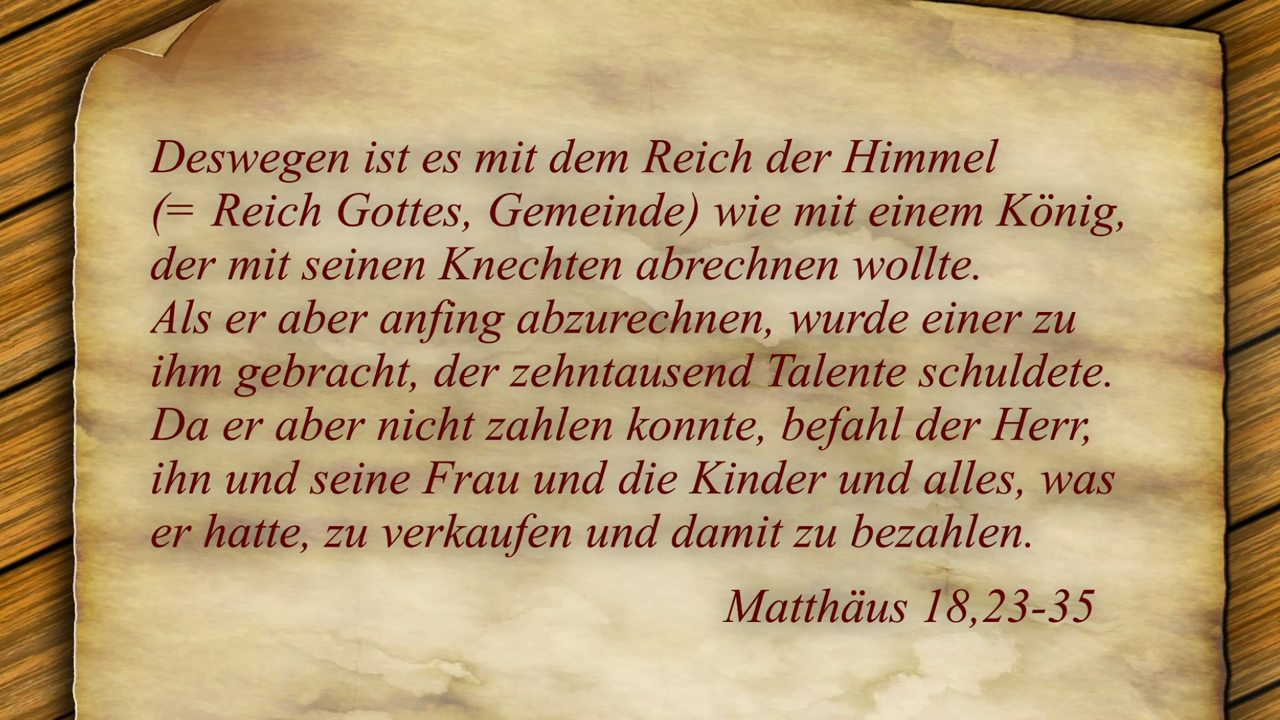 Deswegen ist es mit dem Reich der Himmel
(= Reich Gottes, Gemeinde) wie mit einem König,
der mit seinen Knechten abrechnen wollte.
Als er aber anfing abzurechnen, wurde einer zu
ihm gebracht, der zehntausend Talente schuldete.
Da er aber nicht zahlen konnte, befahl der Herr,
ihn und seine Frau und die Kinder und alles, was
er hatte, zu verkaufen und damit zu bezahlen.
Matthäus 18,23-35